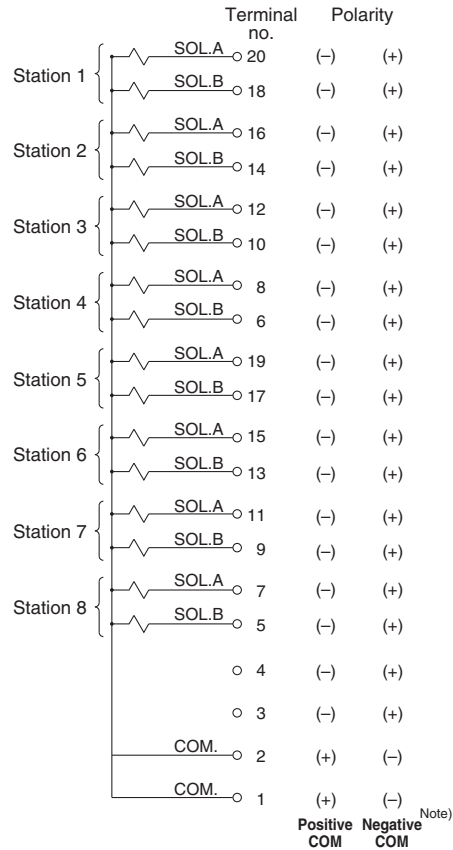 Terminal no. Polarity
Station 1
SOL.A 20 (–) (+)
SOL.B 18 (–) (+)
Station 2
SOL.A 16 (–) (+)
SOL.B 14 (–) (+)
Station 3
SOL.A 12 (–) (+)
SOL.B 10 (–) (+)
Station 4
SOL.A 8 (–) (+)
SOL.B 6 (–) (+)
Station 5
SOL.A 19 (–) (+)
SOL.B 17 (–) (+)
Station 6
SOL.A 15 (–) (+)
SOL.B 13 (–) (+)
Station 7
SOL.A 11 (–) (+)
SOL.B 9 (–) (+)
Station 8
SOL.A 7 (–) (+)
SOL.B 5 (–) (+)
4 (–) (+)
3 (–) (+)
COM. 2 (+) (–)
COM. 1 (+) (–)
Positive COM Negative COM Note)